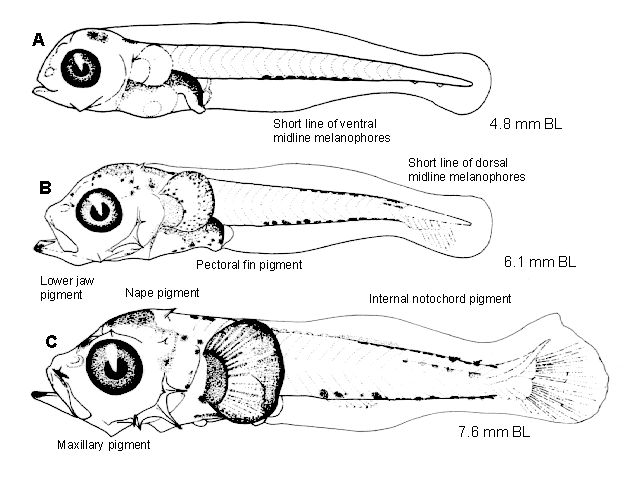 A
Short line of ventral
midline melanophores
4.8 mm BL
Short line of dorsal
midline melanophores
B
Pectoral fin pigment
6.1 mm BL
Lower jaw
pigment
Nape pigment
Internal notochord pigment
C
Maxillary pigment
7.6 mm BL